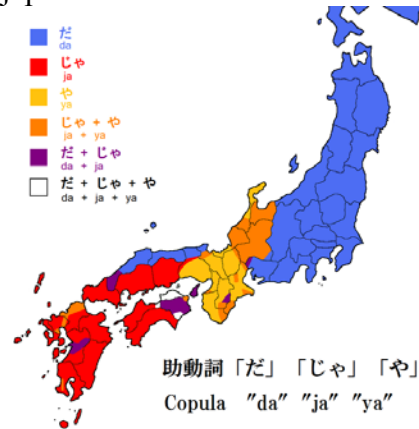 だ
da
じゃ
ja
や
ya
じゃ + や
ja + ya
だ + じゃ
da + ja
だ + じゃ + や
da + ja + ya
助動詞「だ」「じゃ」「や」
Copula "da" "ja" "ya"